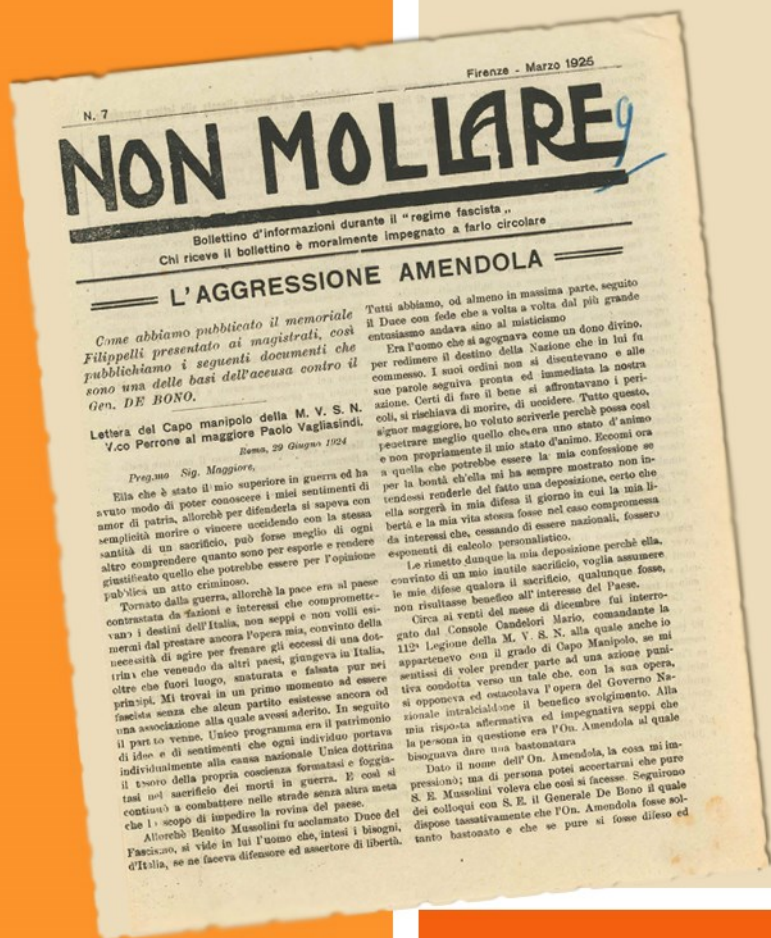 N. 7
Firenze - Marzo 1925
NON MOLLARE
9
Bollettino d'informazioni durante il "regime fascista„
Chi riceve il bollettino è moralmente impegnato a farlo circolare
L'AGGRESSIONE AMENDOLA
Come abbiamo pubblicato il memoriale
Filippelli presentato ai magistrati, così
pubblichiamo i seguenti documenti che
sono una delle basi dell'accusa contro il
Gen. DE BONO.
Lettera del Capo manipolo della M. V. S. N.
V.co Perrone al maggiore Paolo Vagliasindi.
Roma, 29 Giugno 1924
Preg.mo Sig. Maggiore,
Ella che è stato il mio superiore in guerra ed ha
avuto modo di poter conoscere i miei sentimenti di
amor di patria, allorchè per difenderla si sapeva con
semplicità morire o vincere uccidendo con la stessa
santità di un sacrificio, può forse meglio di ogni
altro comprendere quanto sono per esporle e rendere
giustificato quello che potrebbe essere per l'opinione
pubblica un atto criminoso.
Tornato dalla guerra, allorchè la pace era al paese
contrastata da fazioni e interessi che compromette-
vano i destini dell'Italia, non seppi e non volli esi-
mermi dal prestare ancora l'opera mia, convinto della
necessità di agire per frenare gli eccessi di una dot-
trina che venendo da altri paesi, giungeva in Italia,
oltre che fuori luogo, snaturata e falsata pur nei
principi. Mi trovai in un primo momento ad essere
fascista senza che alcun partito esistesse ancora od
una associazione alla quale avessi aderito. In seguito
il partito venne. Unico programma era il patrimonio
di idee e di sentimenti che ogni individuo portava
individualmente alla causa nazionale Unica dottrina
il tesoro della propria coscienza formatasi e foggia-
tasi nel sacrificio dei morti in guerra. E così si
continuò a combattere nelle strade senza altra meta
che lo scopo di impedire la rovina del paese.
Allorchè Benito Mussolini fu acclamato Duce del
Fascismo, si vide in lui l'uomo che, intesi i bisogni,
d'Italia, se ne faceva difensore ed assertore di libertà.
Tutti abbiamo, od almeno in massima parte, seguito
il Duce con fede che a volta a volta dal più grande
entusiasmo andava sino al misticismo
Era l'uomo che si agognava come un dono divino,
per redimere il destino della Nazione che in lui fu
commesso. I suoi ordini non si discutevano e alle
sue parole seguiva pronta ed immediata la nostra
azione. Certi di fare il bene si affrontavano i peri-
coli, si rischiava di morire, di uccidere. Tutto questo,
signor maggiore, ho voluto scriverle perchè possa così
penetrare meglio quello che era uno stato d'animo
e non propriamente il mio stato d'animo. Eccomi ora
a quella che potrebbe essere la mia confessione se
per la bontà ch'ella mi ha sempre mostrato non in-
tendessi renderle del fatto una deposizione, certo che
ella sorgerà in mia difesa il giorno in cui la mia li-
bertà e la mia vita stessa fosse nel caso compromessa
da interessi che, cessando di essere nazionali, fossero
esponenti di calcolo personalistico.
Le rimetto dunque la mia deposizione perchè ella,
convinto di un mio inutile sacrificio, voglia assumere
le mie difese qualora il sacrificio, qualunque fosse,
non risultasse benefico all'interesse del Paese.
Circa ai venti del mese di dicembre fui interro-
gato dal Console Candelori Mario, comandante la
112ª Legione della M. V. S. N. alla quale anche io
appartenevo con il grado di Capo Manipolo, se mi
sentissi di voler prender parte ad una azione puni-
tiva condotta verso un tale che, con la sua opera,
si opponeva ed ostacolava l'opera del Governo Na-
zionale intralciandone il benefico svolgimento. Alla
mia risposta affermativa ed impegnativa seppi che
la persona in questione era l'On. Amendola al quale
bisognava dare una bastonatura
Dato il nome dell'On. Amendola, la cosa mi im-
pressionò; ma di persona potei accertarmi che pure
S. E. Mussolini voleva che così si facesse. Seguirono
dei colloqui con S. E. il Generale De Bono il quale
dispose tassativamente che l'On. Amendola fosse sol-
tanto bastonato e che se pure si fosse difeso ed